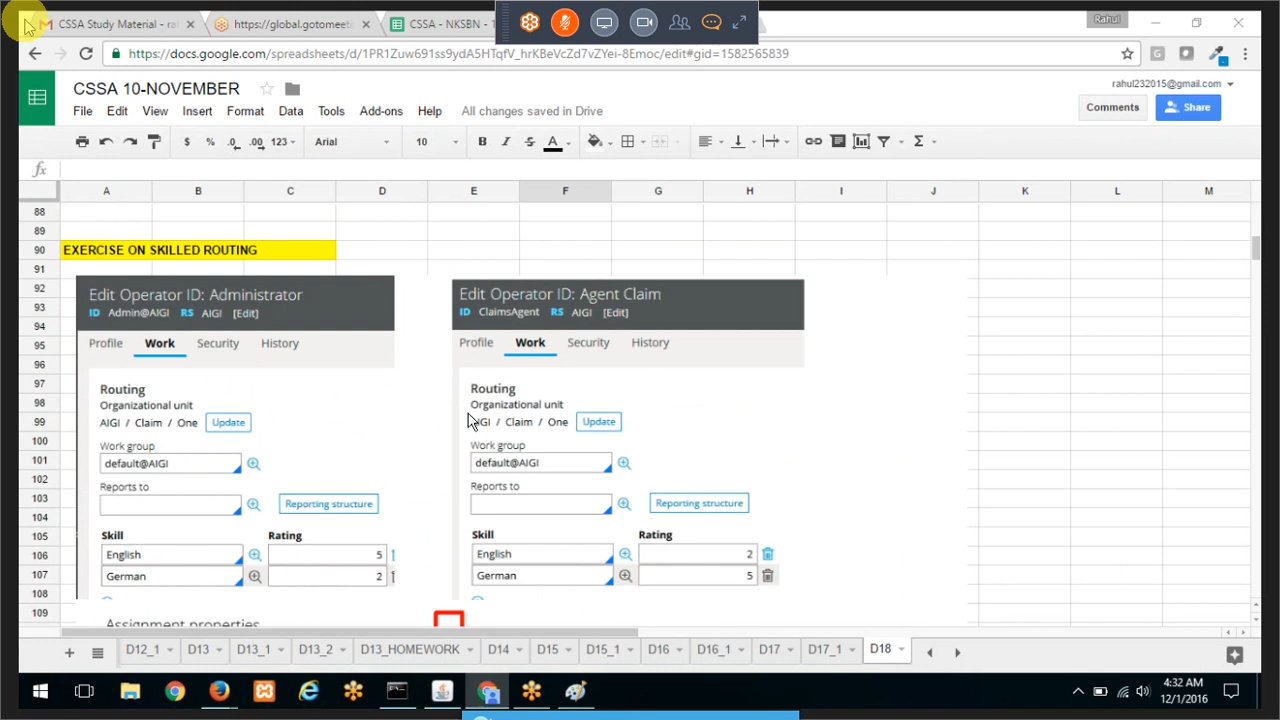 CSSA Study Material - ra
https://global.gotomeeti
CSSA - NKSBN - 
Rahul
https://docs.google.com/spreadsheets/d/1PR1Zuw691ss9ydA5HTqfV_hrKBeVcZd7vZYei-8Emoc/edit#gid=1582565839
CSSA 10-NOVEMBER
rahul232015@gmail.com
File Edit View Insert Format Data Tools Add-ons Help All changes saved in Drive
Comments Share
$ % .0 .00 123 Arial 10 B I S A
fx
A B C D E F G H I J K L M
88
89
90 EXERCISE ON SKILLED ROUTING
91
92 Edit Operator ID: Administrator Edit Operator ID: Agent Claim
93 ID Admin@AIGI RS AIGI [Edit] ID ClaimsAgent RS AIGI [Edit]
94
95 Profile Work Security History Profile Work Security History
96
97 Routing Routing
98 Organizational unit Organizational unit
99 AIGI / Claim / One Update AIGI / Claim / One Update
100 Work group Work group
101 default@AIGI default@AIGI
102 Reports to Reports to
103 Reporting structure Reporting structure
104
105 Skill Rating Skill Rating
106 English 5 English 2
107 German 2 German 5
108
109 Assignment properties
D12_1 D13 D13_1 D13_2 D13_HOMEWORK D14 D15 D15_1 D16 D16_1 D17 D17_1 D18
4:32 AM
12/1/2016